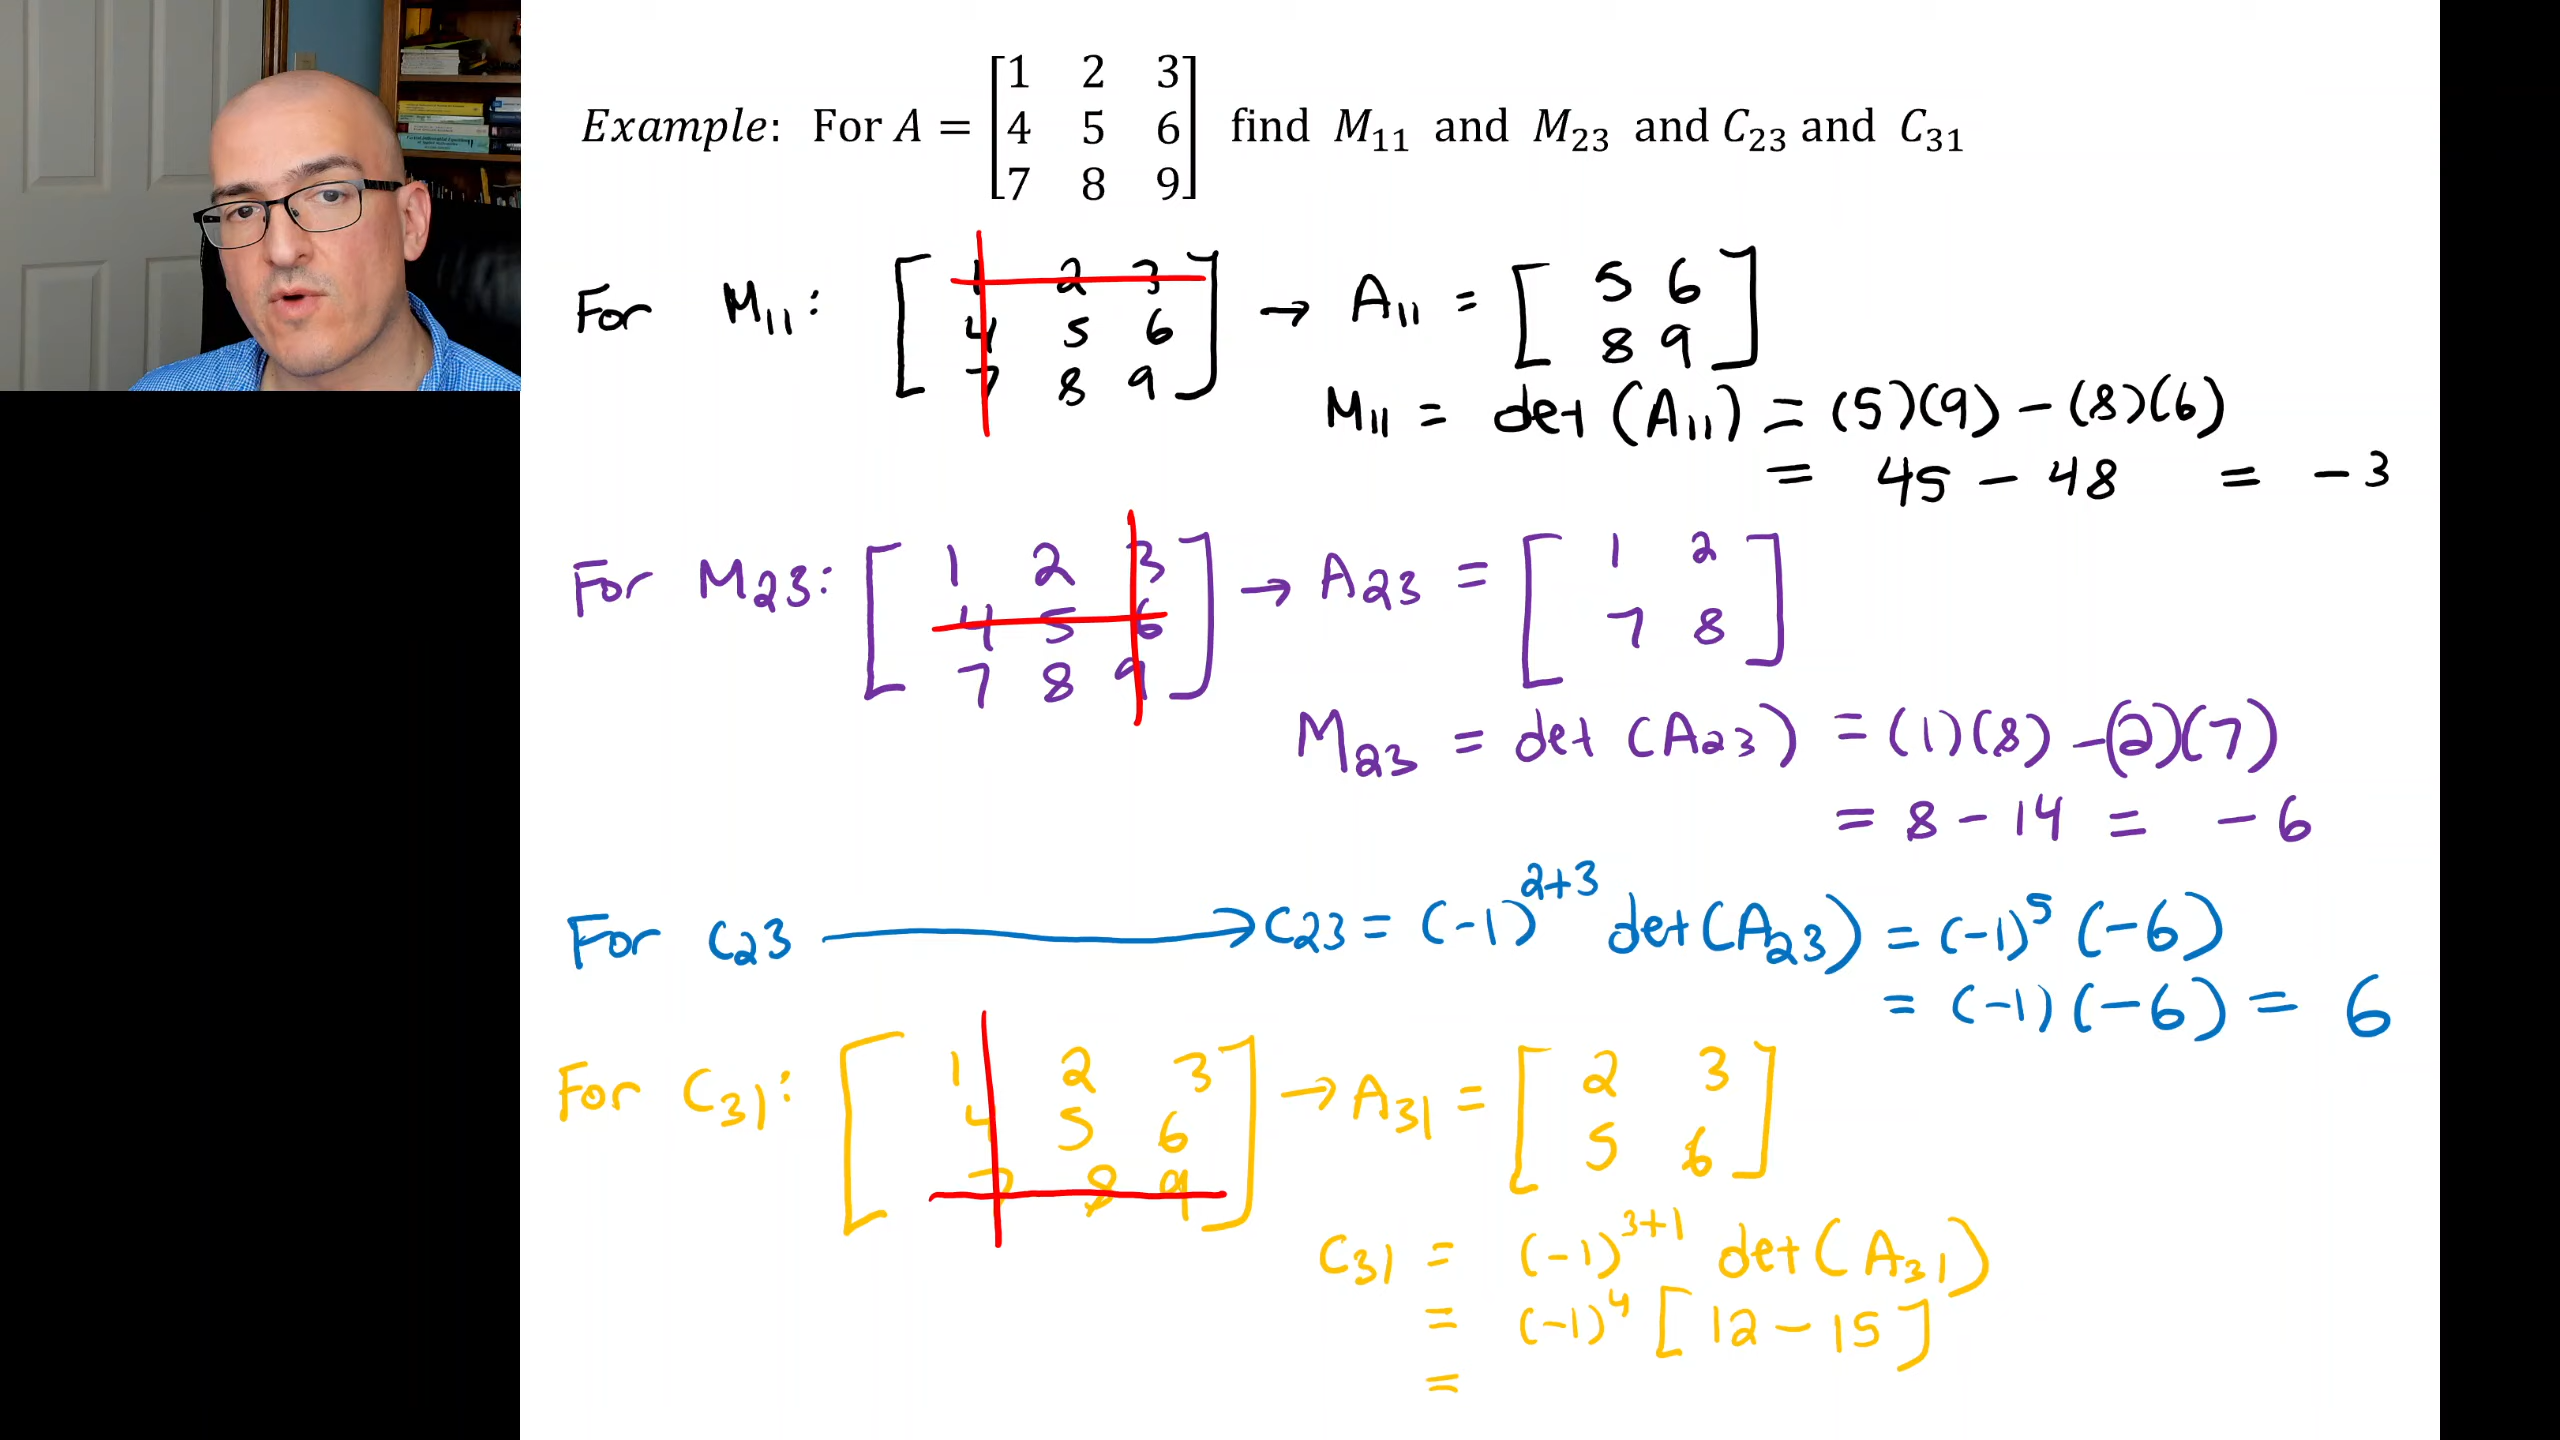 Example: For A = [1 2 3
4 5 6
7 8 9] find M₁₁ and M₂₃ and C₂₃ and C₃₁
For M₁₁: [1 2 3
4 5 6
7 8 9] → A₁₁ = [5 6
8 9]
M₁₁ = det (A₁₁) = (5)(9) − (8)(6)
= 45 − 48 = −3
For M₂₃: [1 2 3
4 5 6
7 8 9] → A₂₃ = [1 2
7 8]
M₂₃ = det (A₂₃) = (1)(8) − (2)(7)
= 8 − 14 = −6
For C₂₃ → C₂₃ = (−1)²⁺³ det (A₂₃) = (−1)⁵ (−6)
= (−1) (−6) = 6
For C₃₁: [1 2 3
4 5 6
7 8 9] → A₃₁ = [2 3
5 6]
C₃₁ = (−1)³⁺¹ det (A₃₁)
= (−1)⁴ [12 − 15]
=